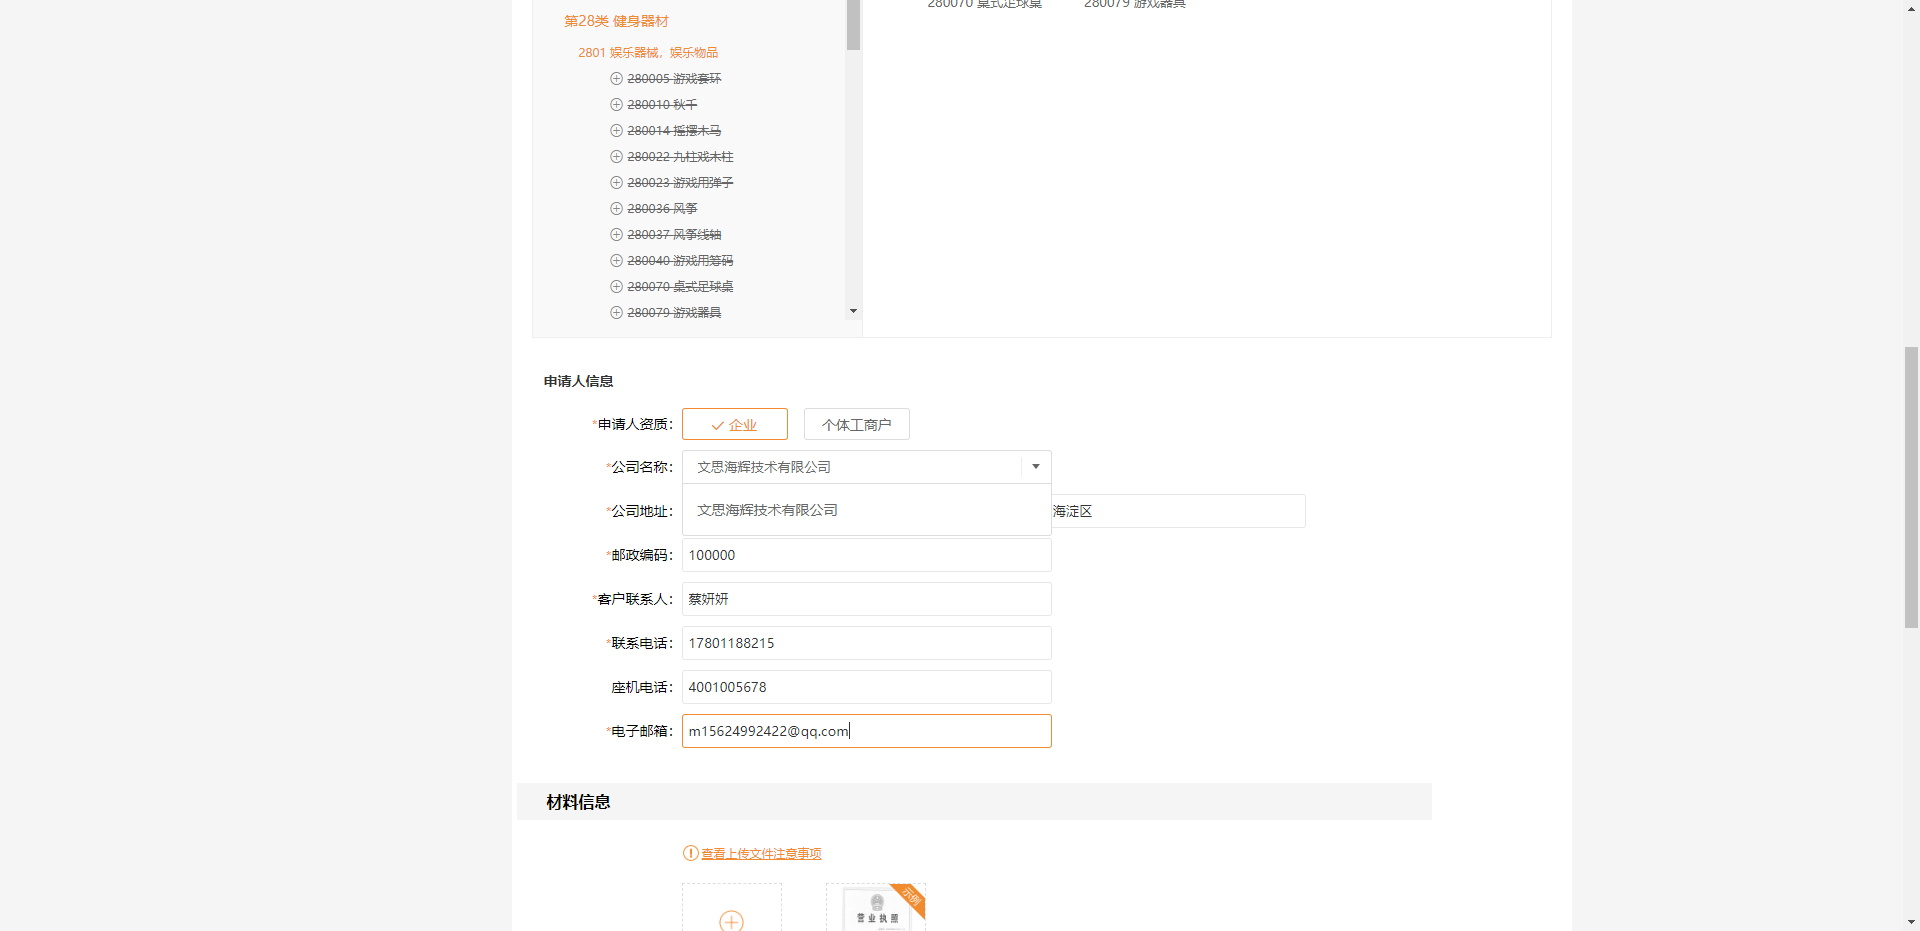 280070 桌式足球桌 280079 游戏器具
第28类 健身器材
2801 娱乐器械，娱乐物品
280005 游戏套环
280010 秋千
280014 摇摆木马
280022 九柱戏木柱
280023 游戏用弹子
280036 风筝
280037 风筝线轴
280040 游戏用筹码
280070 桌式足球桌
280079 游戏器具
申请人信息
*申请人资质： 企业 个体工商户
*公司名称： 文思海辉技术有限公司
文思海辉技术有限公司
*公司地址： 海淀区
*邮政编码： 100000
*客户联系人： 蔡妍妍
*联系电话： 17801188215
座机电话： 4001005678
*电子邮箱： m15624992422@qq.com
材料信息
查看上传文件注意事项
示例
营业执照